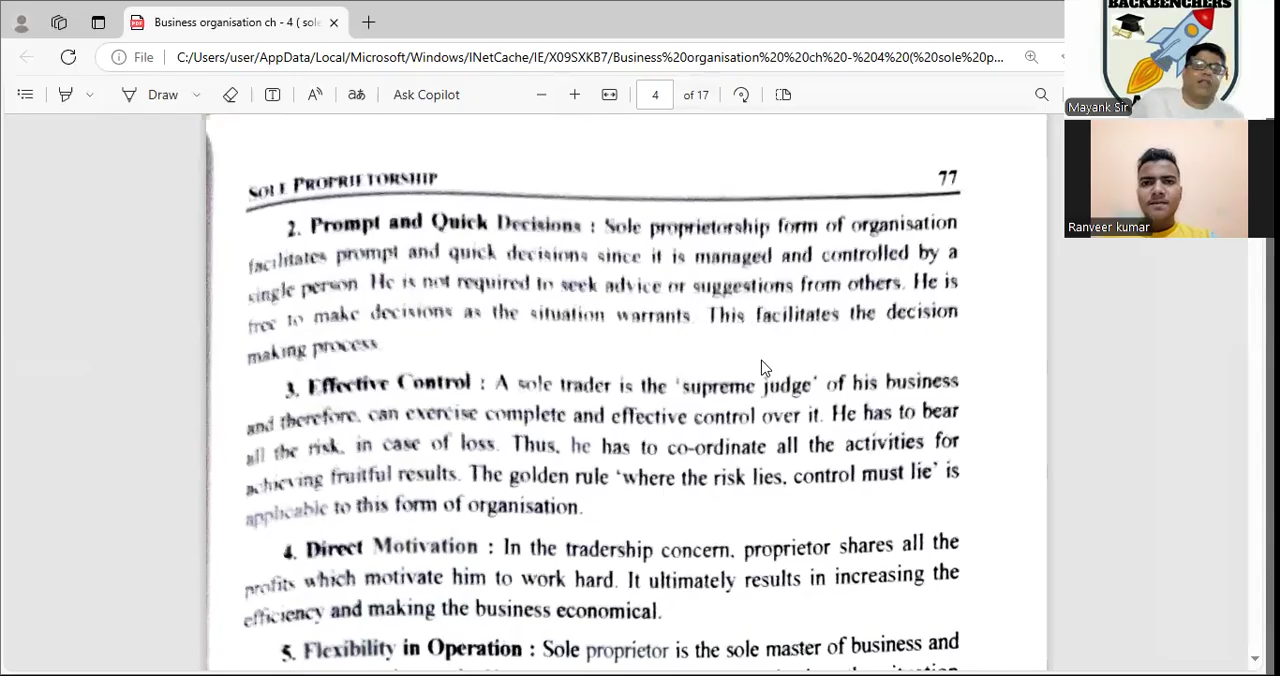 Business organisation ch - 4 ( sole
File
C:/Users/user/AppData/Local/Microsoft/Windows/INetCache/IE/X09SXKB7/Business%20organisation%20%20ch%20-%204%20(%20sole%20p...
Draw
aあ
Ask Copilot
4 of 17
BACKBENCHERS
Mayank Sir
Ranveer kumar
SOLE PROPRIETORSHIP 77
2. Prompt and Quick Decisions : Sole proprietorship form of organisation
facilitates prompt and quick decisions since it is managed and controlled by a
single person. He is not required to seek advice or suggestions from others. He is
free to make decisions as the situation warrants. This facilitates the decision
making process
3. Effective Control : A sole trader is the ‘supreme judge’ of his business
and therefore, can exercise complete and effective control over it. He has to bear
all the risk, in case of loss. Thus, he has to co-ordinate all the activities for
achieving fruitful results. The golden rule ‘where the risk lies, control must lie’ is
applicable to this form of organisation.
4. Direct Motivation : In the tradership concern, proprietor shares all the
profits which motivate him to work hard. It ultimately results in increasing the
efficiency and making the business economical.
5. Flexibility in Operation : Sole proprietor is the sole master of business and